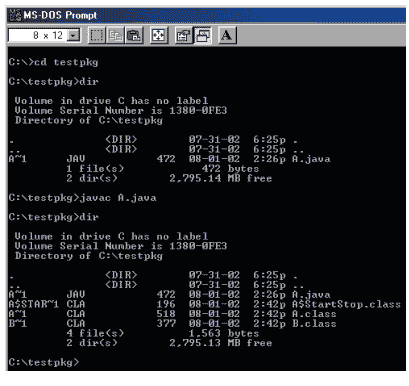 MS-DOS Prompt
8 x 12 A
C:\>cd testpkg
C:\testpkg>dir
Volume in drive C has no label
Volume Serial Number is 1380-0FE3
Directory of C:\testpkg
. <DIR> 07-31-02 6:25p .
.. <DIR> 07-31-02 6:25p ..
A~1 JAV 472 08-01-02 2:26p A.java
1 file(s) 472 bytes
2 dir(s) 2,795.14 MB free
C:\testpkg>javac A.java
C:\testpkg>dir
Volume in drive C has no label
Volume Serial Number is 1380-0FE3
Directory of C:\testpkg
. <DIR> 07-31-02 6:25p .
.. <DIR> 07-31-02 6:25p ..
A~1 JAV 472 08-01-02 2:26p A.java
A$STAR~1 CLA 196 08-01-02 2:42p A$StartStop.class
A~1 CLA 518 08-01-02 2:42p A.class
B~1 CLA 377 08-01-02 2:42p B.class
4 file(s) 1,563 bytes
2 dir(s) 2,795.13 MB free
C:\testpkg>